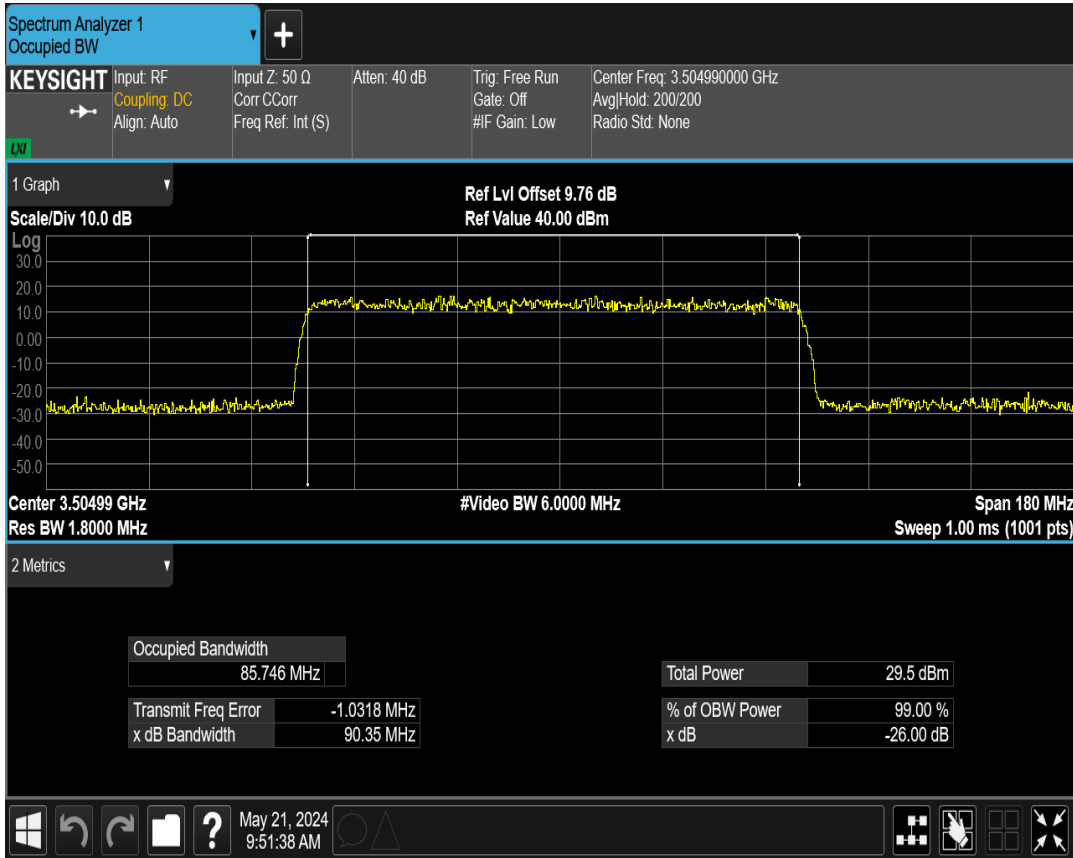 Spectrum Analyzer 1
Occupied BW
KEYSIGHT
LXI
Input: RF
Coupling: DC
Align: Auto
Input Z: 50 Ω
Corr CCorr
Freq Ref: Int (S)
Atten: 40 dB
Trig: Free Run
Gate: Off
#IF Gain: Low
Center Freq: 3.504990000 GHz
Avg|Hold: 200/200
Radio Std: None
1 Graph
Scale/Div 10.0 dB
Ref Lvl Offset 9.76 dB
Ref Value 40.00 dBm
Log
30.0
20.0
10.0
0.00
-10.0
-20.0
-30.0
-40.0
-50.0
Center 3.50499 GHz
Res BW 1.8000 MHz
#Video BW 6.0000 MHz
Span 180 MHz
Sweep 1.00 ms (1001 pts)
2 Metrics
Occupied Bandwidth
85.746 MHz
Transmit Freq Error -1.0318 MHz
x dB Bandwidth 90.35 MHz
Total Power 29.5 dBm
% of OBW Power 99.00 %
x dB -26.00 dB
?
May 21, 2024
9:51:38 AM